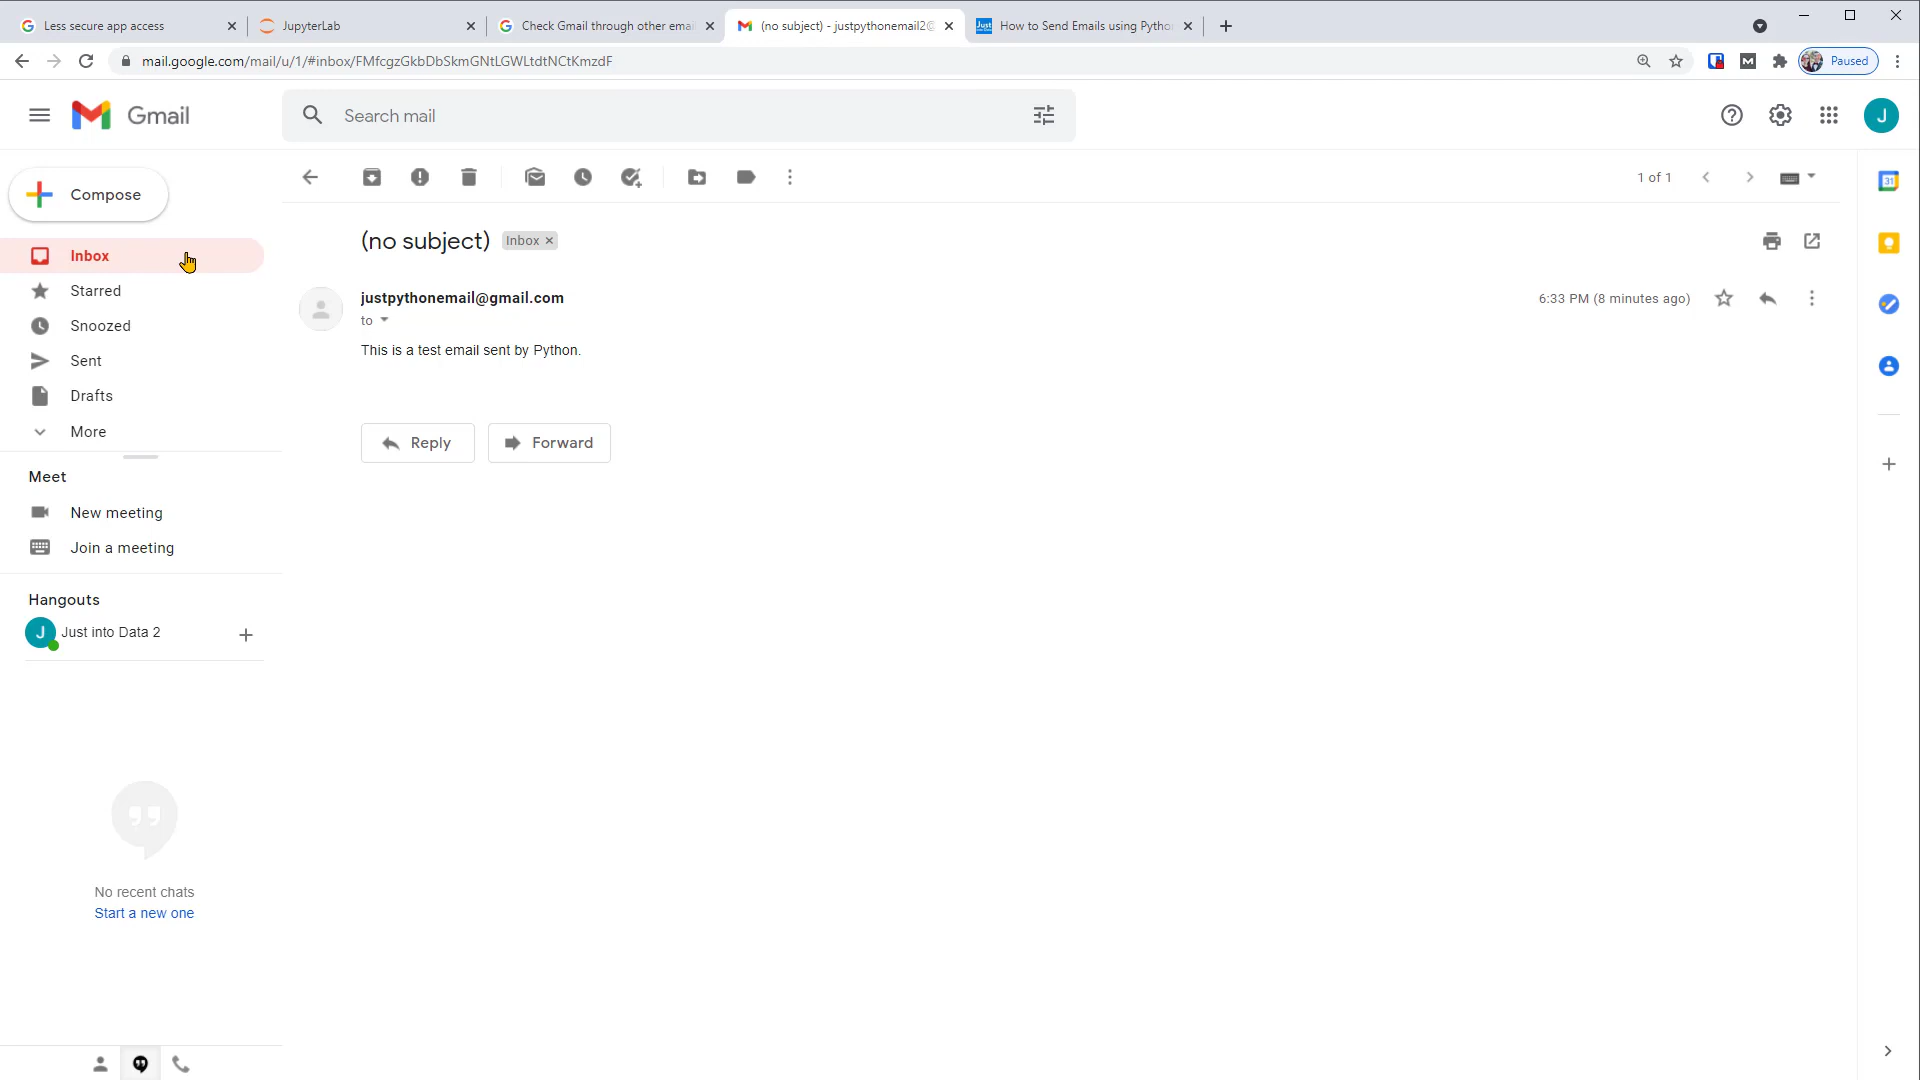 Less secure app access
JupyterLab
Check Gmail through other emai
(no subject) - justpythonemail2@
Just
How to Send Emails using Pythor
mail.google.com/mail/u/1/#inbox/FMfcgzGkbDbSkmGNtLGWLtdtNCtKmzdF
M
Paused
Gmail
Search mail
J
Compose
1 of 1
31
(no subject)
Inbox
Inbox
Starred
justpythonemail@gmail.com
6:33 PM (8 minutes ago)
to
Snoozed
This is a test email sent by Python.
Sent
Drafts
More
Reply
Forward
Meet
New meeting
Join a meeting
Hangouts
J
Just into Data 2
No recent chats
Start a new one